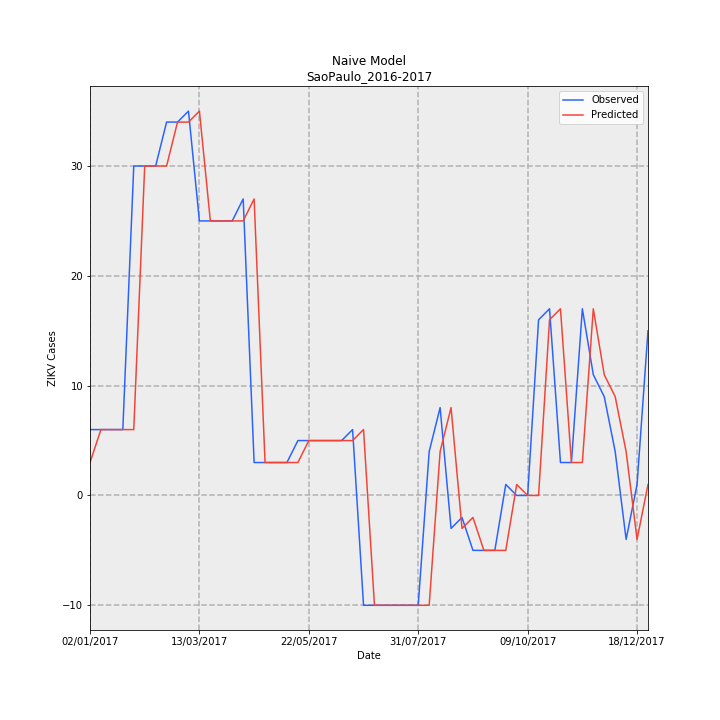 Naive Model
SaoPaulo_2016-2017
Observed
Predicted
ZIKV Cases
30
20
10
0
−10
02/01/2017
13/03/2017
22/05/2017
31/07/2017
09/10/2017
18/12/2017
Date